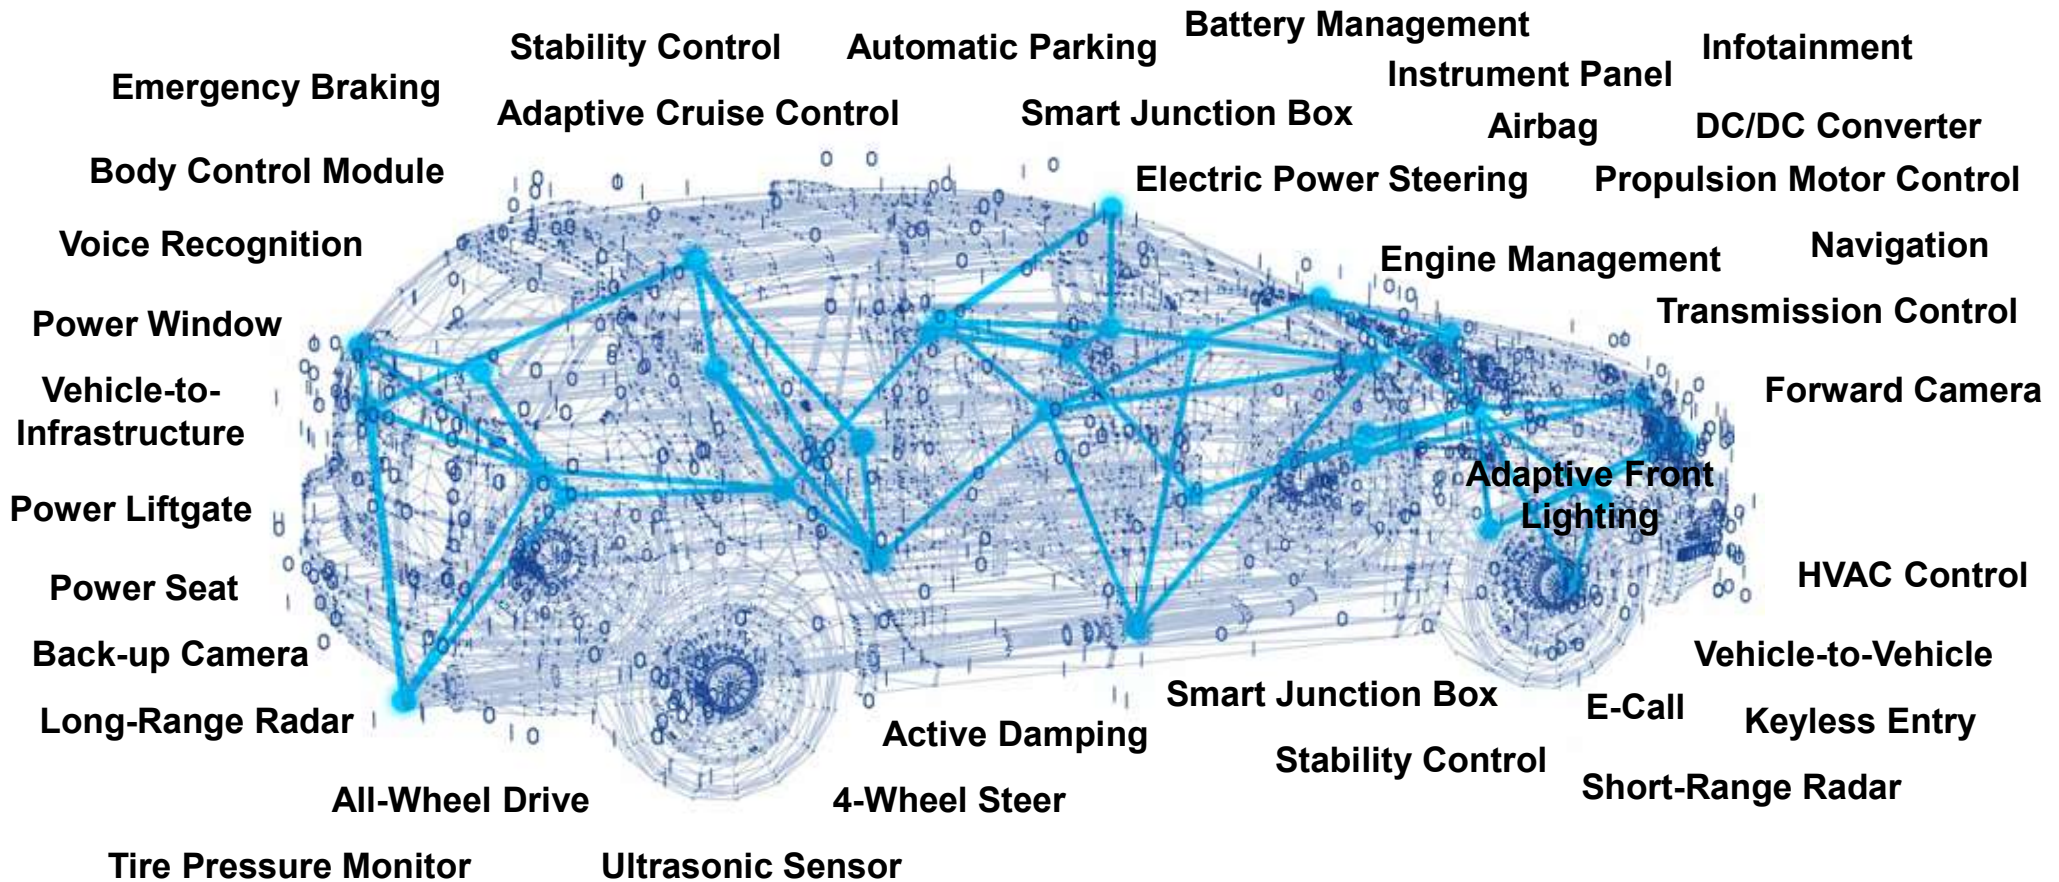 Battery Management
Stability Control
Automatic Parking
Infotainment
Instrument Panel
Emergency Braking
Adaptive Cruise Control
Smart Junction Box
Airbag
DC/DC Converter
Body Control Module
Electric Power Steering
Propulsion Motor Control
Voice Recognition
Navigation
Engine Management
Transmission Control
Power Window
Vehicle-to-
Infrastructure
Forward Camera
Adaptive Front
Lighting
Power Liftgate
HVAC Control
Power Seat
Back-up Camera
Vehicle-to-Vehicle
Smart Junction Box
E-Call
Keyless Entry
Long-Range Radar
Active Damping
Stability Control
Short-Range Radar
All-Wheel Drive
4-Wheel Steer
Tire Pressure Monitor
Ultrasonic Sensor